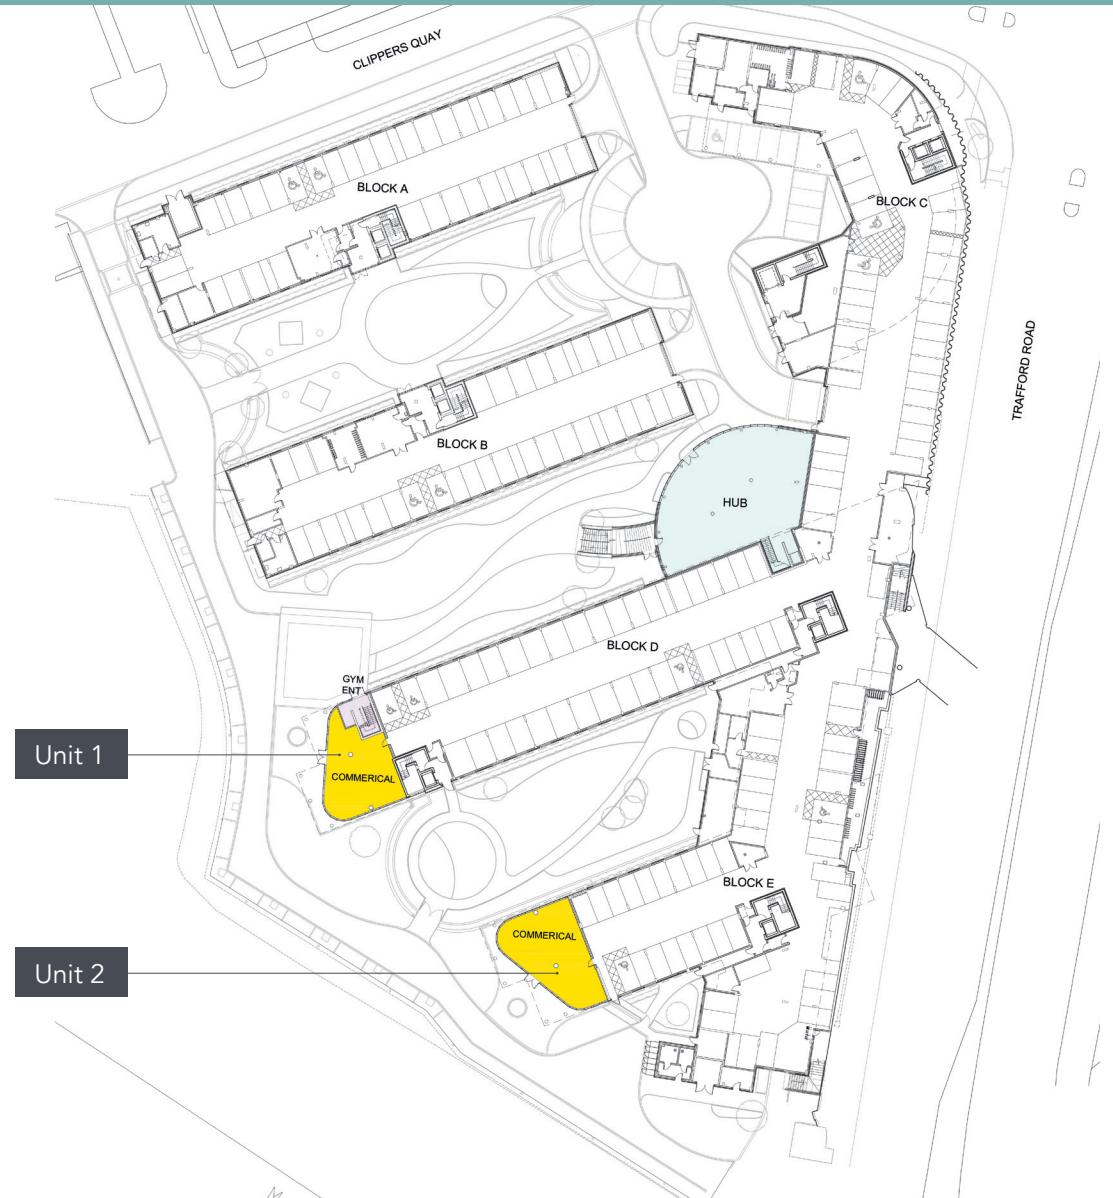 CLIPPERS QUAY
BLOCK A
BLOCK C
TRAFFORD ROAD
BLOCK B
HUB
BLOCK D
GYM
ENT
Unit 1
COMMERICAL
BLOCK E
COMMERICAL
Unit 2